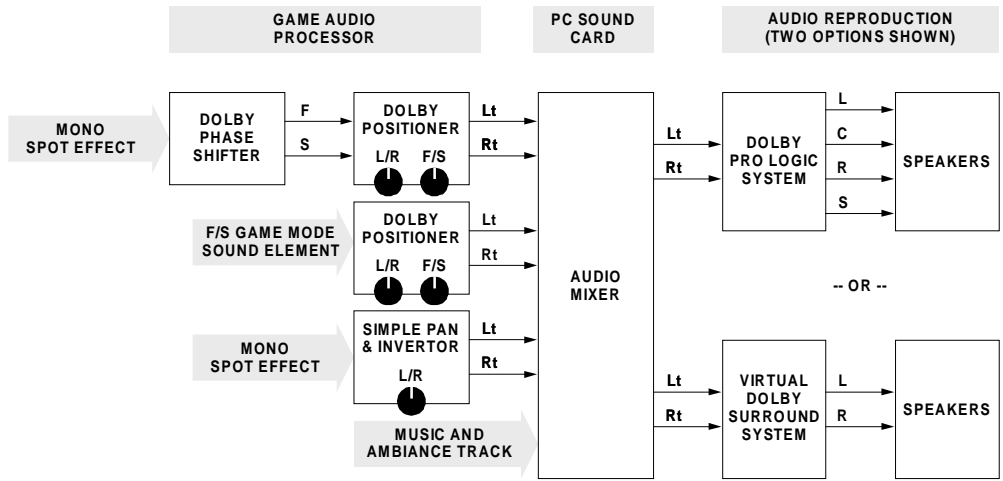 GAME AUDIO
PROCESSOR
PC SOUND
CARD
AUDIO REPRODUCTION
(TWO OPTIONS SHOWN)
MONO
SPOT EFFECT
DOLBY
PHASE
SHIFTER
F
S
DOLBY
POSITIONER
L/R F/S
Lt
Rt
F/S GAME MODE
SOUND ELEMENT
DOLBY
POSITIONER
L/R F/S
Lt
Rt
MONO
SPOT EFFECT
SIMPLE PAN
& INVERTOR
L/R
Lt
Rt
MUSIC AND
AMBIANCE TRACK
AUDIO
MIXER
Lt
Rt
DOLBY
PRO LOGIC
SYSTEM
L
C
R
S
SPEAKERS
-- OR --
Lt
Rt
VIRTUAL
DOLBY
SURROUND
SYSTEM
L
R
SPEAKERS